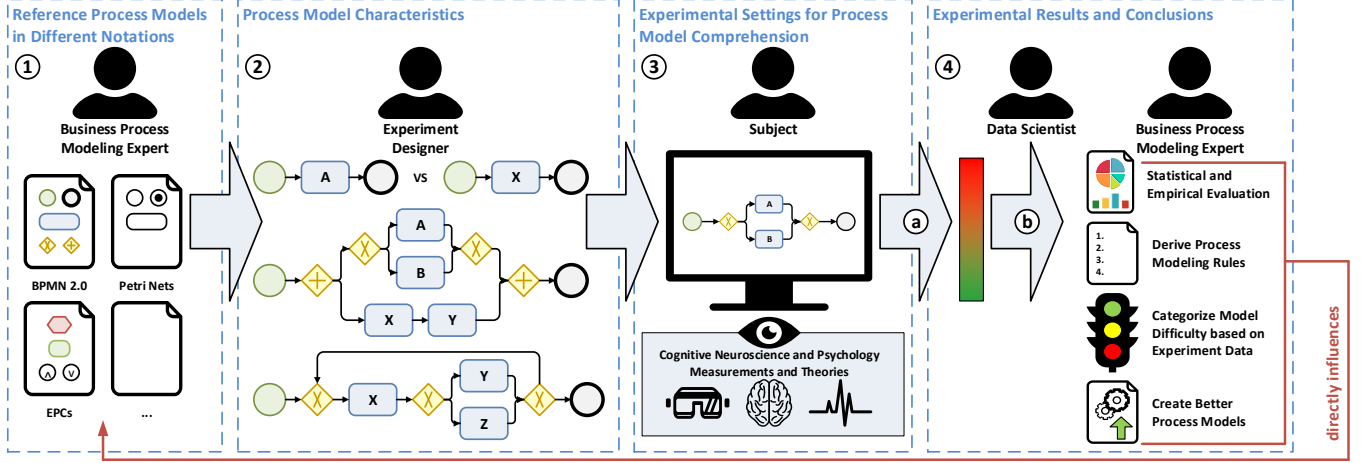 Reference Process Models
in Different Notations
1
Business Process
Modeling Expert
BPMN 2.0
Petri Nets
EPCs
...
Process Model Characteristics
2
Experiment
Designer
A
vs
X
A
B
X
Y
X
Y
Z
Experimental Settings for Process
Model Comprehension
3
Subject
A
B
Cognitive Neuroscience and Psychology
Measurements and Theories
Experimental Results and Conclusions
4
Data Scientist
Business Process
Modeling Expert
a
b
Statistical and
Empirical Evaluation
1.
2.
3.
4.
Derive Process
Modeling Rules
Categorize Model
Difficulty based on
Experiment Data
Create Better
Process Models
directly influences